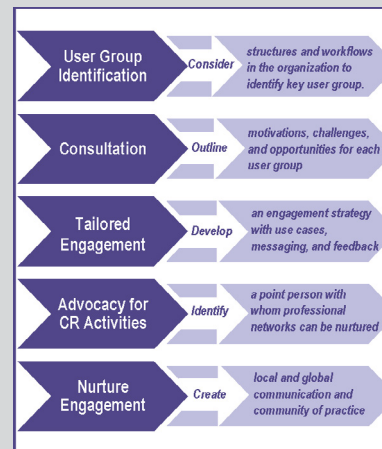 User Group
Identification
Consider
structures and workflows
in the organization to
identify key user group.
Consultation
Outline
motivations, challenges,
and opportunities for each
user group
Tailored
Engagement
Develop
an engagement strategy
with use cases,
messaging, and feedback
Advocacy for
CR Activities
Identify
a point person with
whom professional
networks can be nurtured
Nurture
Engagement
Create
local and global
communication and
community of practice